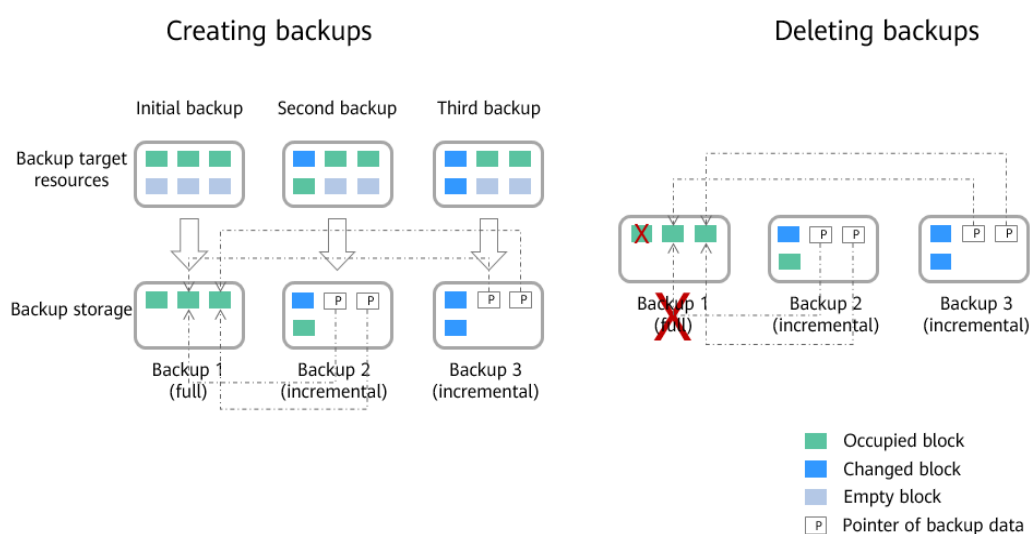 Creating backups
Deleting backups
Initial backup
Second backup
Third backup
Backup target
resources
Backup storage
P
P
P
P
Backup 1
(full)
Backup 2
(incremental)
Backup 3
(incremental)
P
P
P
P
Backup 1
(full)
Backup 2
(incremental)
Backup 3
(incremental)
Occupied block
Changed block
Empty block
P
Pointer of backup data